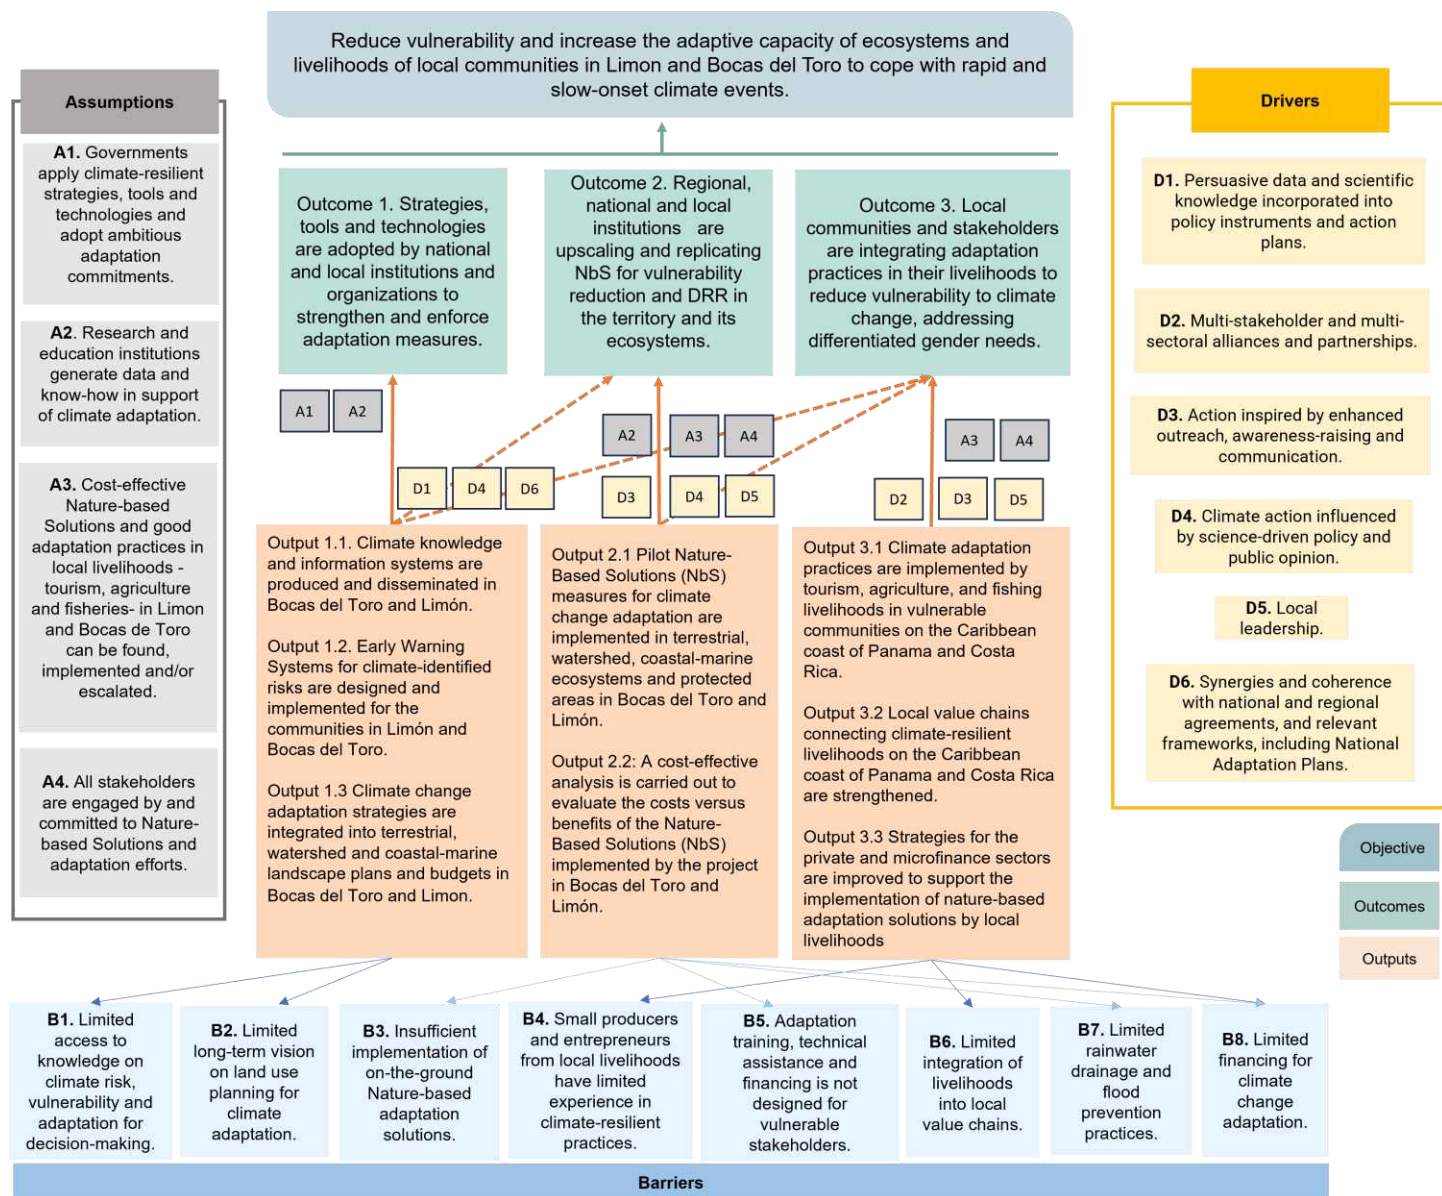 Reduce vulnerability and increase the adaptive capacity of ecosystems and
livelihoods of local communities in Limon and Bocas del Toro to cope with rapid and
slow-onset climate events.
Assumptions
A1. Governments
apply climate-resilient
strategies, tools and
technologies and
adopt ambitious
adaptation
commitments.
A2. Research and
education institutions
generate data and
know-how in support
of climate adaptation.
A3. Cost-effective
Nature-based
Solutions and good
adaptation practices in
local livelihoods -
tourism, agriculture
and fisheries- in Limon
and Bocas de Toro
can be found,
implemented and/or
escalated.
A4. All stakeholders
are engaged by and
committed to Nature-
based Solutions and
adaptation efforts.
Outcome 1. Strategies,
tools and technologies
are adopted by national
and local institutions and
organizations to
strengthen and enforce
adaptation measures.
Outcome 2. Regional,
national and local
institutions are
upscaling and replicating
NbS for vulnerability
reduction and DRR in
the territory and its
ecosystems.
Outcome 3. Local
communities and stakeholders
are integrating adaptation
practices in their livelihoods to
reduce vulnerability to climate
change, addressing
differentiated gender needs.
A1
A2
D1
D4
D6
A2
A3
A4
D3
D4
D5
A3
A4
D2
D3
D5
Output 1.1. Climate knowledge
and information systems are
produced and disseminated in
Bocas del Toro and Limón.
Output 1.2. Early Warning
Systems for climate-identified
risks are designed and
implemented for the
communities in Limón and
Bocas del Toro.
Output 1.3 Climate change
adaptation strategies are
integrated into terrestrial,
watershed and coastal-marine
landscape plans and budgets in
Bocas del Toro and Limon.
Output 2.1 Pilot Nature-
Based Solutions (NbS)
measures for climate
change adaptation are
implemented in terrestrial,
watershed, coastal-marine
ecosystems and protected
areas in Bocas del Toro and
Limón.
Output 2.2: A cost-effective
analysis is carried out to
evaluate the costs versus
benefits of the Nature-
Based Solutions (NbS)
implemented by the project
in Bocas del Toro and
Limón.
Output 3.1 Climate adaptation
practices are implemented by
tourism, agriculture, and fishing
livelihoods in vulnerable
communities on the Caribbean
coast of Panama and Costa
Rica.
Output 3.2 Local value chains
connecting climate-resilient
livelihoods on the Caribbean
coast of Panama and Costa Rica
are strengthened.
Output 3.3 Strategies for the
private and microfinance sectors
are improved to support the
implementation of nature-based
adaptation solutions by local
livelihoods
Drivers
D1. Persuasive data and scientific
knowledge incorporated into
policy instruments and action
plans.
D2. Multi-stakeholder and multi-
sectoral alliances and partnerships.
D3. Action inspired by enhanced
outreach, awareness-raising and
communication.
D4. Climate action influenced
by science-driven policy and
public opinion.
D5. Local
leadership.
D6. Synergies and coherence
with national and regional
agreements, and relevant
frameworks, including National
Adaptation Plans.
Objective
Outcomes
Outputs
B1. Limited
access to
knowledge on
climate risk,
vulnerability and
adaptation for
decision-making.
B2. Limited
long-term vision
on land use
planning for
climate
adaptation.
B3. Insufficient
implementation of
on-the-ground
Nature-based
adaptation
solutions.
B4. Small producers
and entrepreneurs
from local livelihoods
have limited
experience in
climate-resilient
practices.
B5. Adaptation
training, technical
assistance and
financing is not
designed for
vulnerable
stakeholders.
B6. Limited
integration of
livelihoods
into local
value chains.
B7. Limited
rainwater
drainage and
flood
prevention
practices.
B8. Limited
financing for
climate
change
adaptation.
Barriers